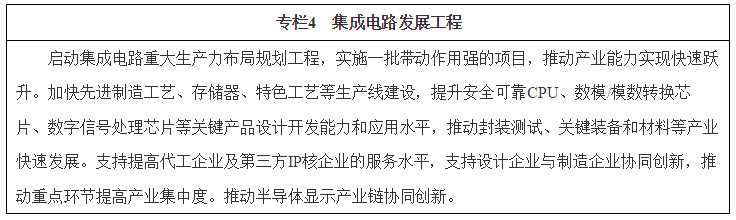 专栏4 集成电路发展工程
启动集成电路重大生产力布局规划工程，实施一批带动作用强的项目，推动产业能力实现快速跃
升。加快先进制造工艺、存储器、特色工艺等生产线建设，提升安全可靠CPU、数模/模数转换芯
片、数字信号处理芯片等关键产品设计开发能力和应用水平，推动封装测试、关键装备和材料等产业
快速发展。支持提高代工企业及第三方IP核企业的服务水平，支持设计企业与制造企业协同创新，推
动重点环节提高产业集中度。推动半导体显示产业链协同创新。